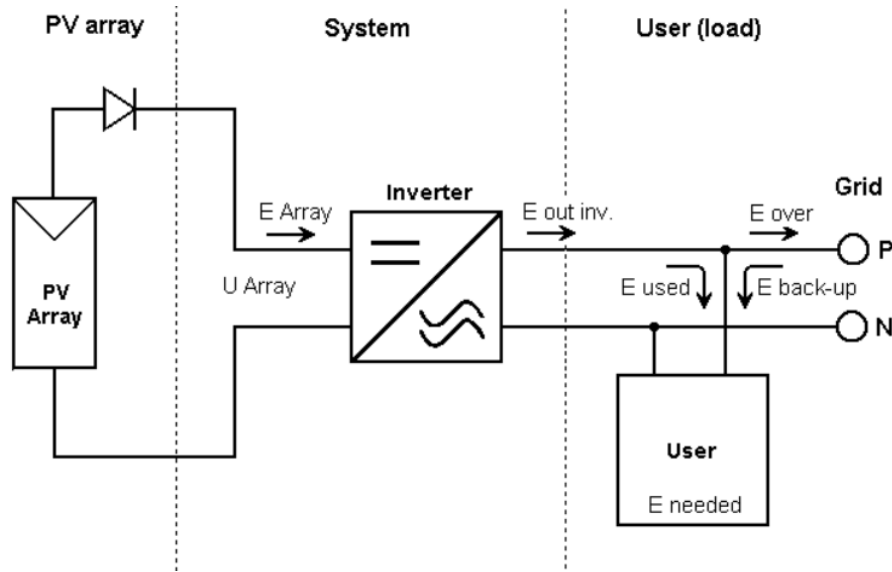 PV array
System
User (load)
Inverter
Grid
E Array
E out inv.
E over
P
U Array
E used
E back-up
PV
Array
N
User
E needed